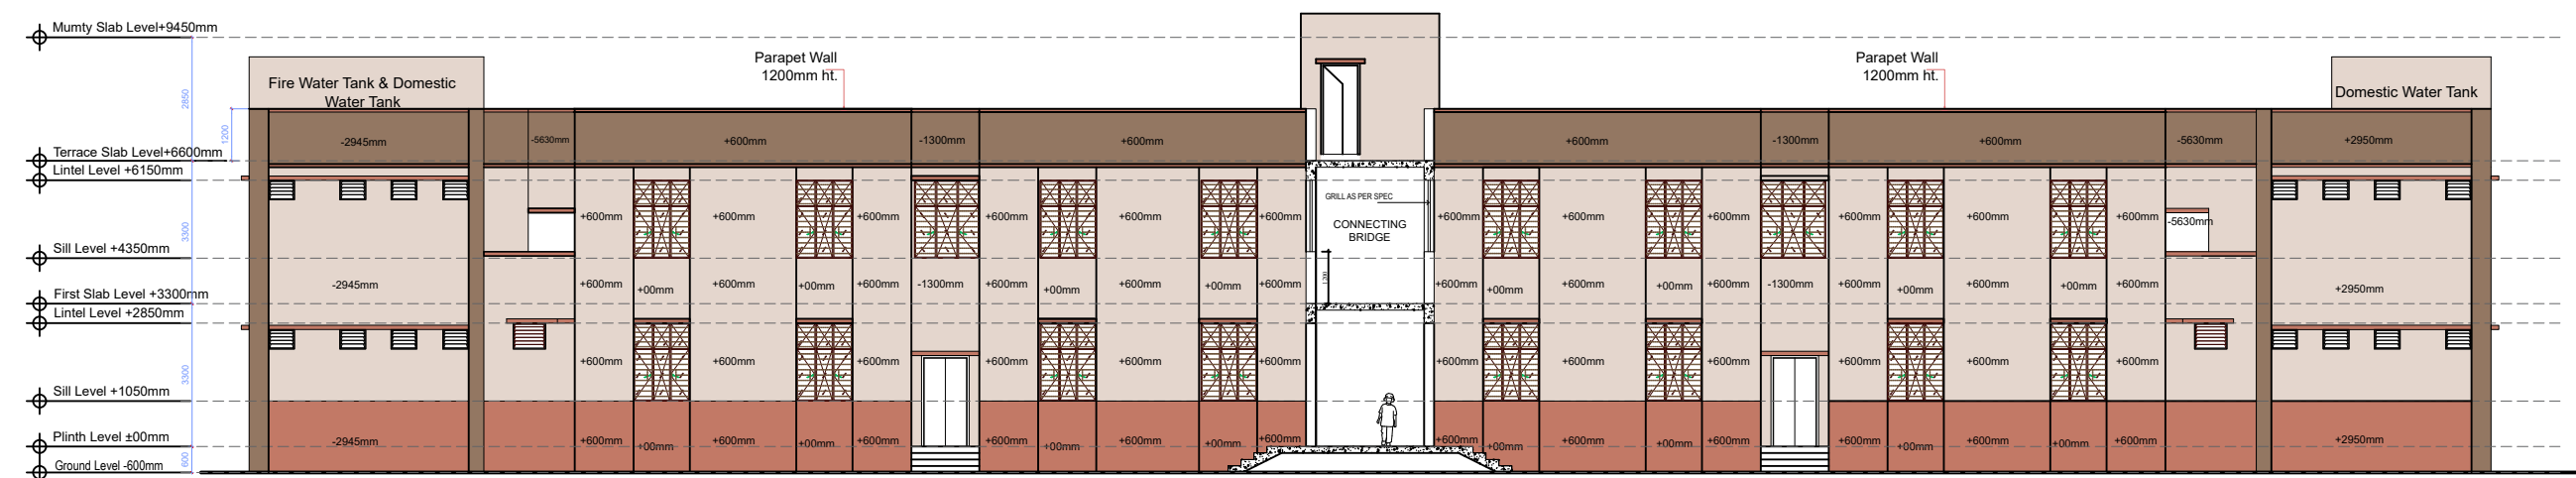 Mumty Slab Level+9450mm
Parapet Wall
1200mm ht.
Parapet Wall
1200mm ht.
Fire Water Tank & Domestic
Water Tank
Domestic Water Tank
2850
1200
-2945mm
-5630mm
+600mm
-1300mm
+600mm
+600mm
-1300mm
+600mm
-5630mm
+2950mm
Terrace Slab Level+6600mm
Lintel Level +6150mm
GRILL AS PER SPEC
CONNECTING
BRIDGE
+600mm
+600mm
+600mm
+600mm
+600mm
+600mm
+600mm
+600mm
+600mm
+600mm
+600mm
+600mm
-5630mm
3300
Sill Level +4350mm
-2945mm
+600mm
+00mm
+600mm
+00mm
+600mm
-1300mm
+600mm
+00mm
+600mm
+00mm
+600mm
+600mm
+00mm
+600mm
+00mm
+600mm
-1300mm
+600mm
+00mm
+600mm
+00mm
+600mm
+2950mm
First Slab Level +3300mm
Lintel Level +2850mm
3300
+600mm
+600mm
+600mm
+600mm
+600mm
+600mm
+600mm
+600mm
+600mm
+600mm
+600mm
+600mm
Sill Level +1050mm
-2945mm
+600mm
+00mm
+600mm
+00mm
+600mm
+600mm
+00mm
+600mm
+00mm
+600mm
+600mm
+00mm
+600mm
+00mm
+600mm
+600mm
+00mm
+600mm
+00mm
+600mm
+2950mm
Plinth Level ±00mm
600
Ground Level -600mm